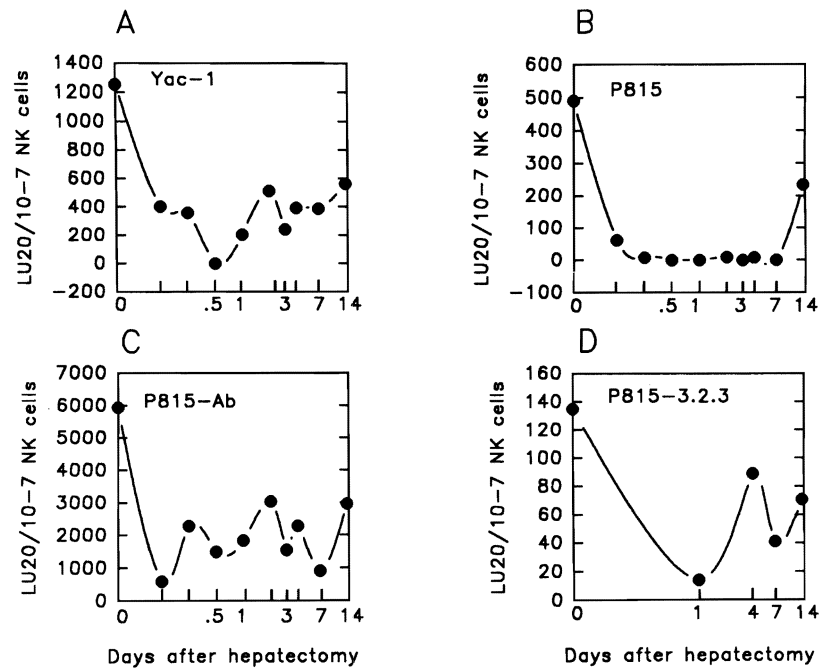 A
Yac-1
LU20/10-7 NK cells
1400
1200
1000
800
600
400
200
0
-200
0 .5 1 3 7 14
B
P815
LU20/10-7 NK cells
600
500
400
300
200
100
0
-100
0 .5 1 3 7 14
C
P815-Ab
LU20/10-7 NK cells
7000
6000
5000
4000
3000
2000
1000
0
0 .5 1 3 7 14
Days after hepatectomy
D
P815-3.2.3
LU20/10-7 NK cells
160
140
120
100
80
60
40
20
0
0 1 4 7 14
Days after hepatectomy